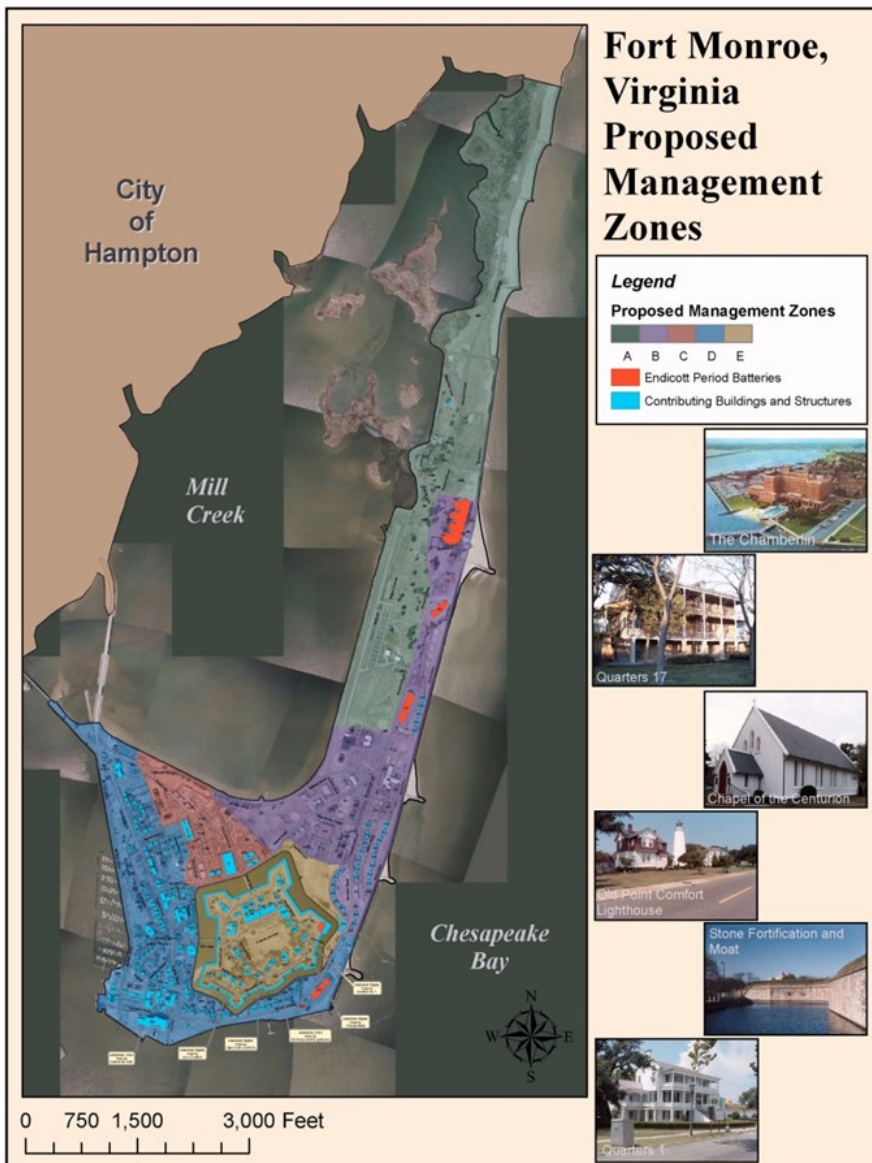 Fort Monroe,
Virginia
Proposed
Management
Zones
City
of
Hampton
Mill
Creek
Chesapeake
Bay
Legend
Proposed Management Zones
A B C D E
Endicott Period Batteries
Contributing Buildings and Structures
The Chamberlin
Quarters 17
Chapel of the Centurion
Old Point Comfort
Lighthouse
Stone Fortification and
Moat
Quarters 1
N
W E
S
0 750 1,500 3,000 Feet